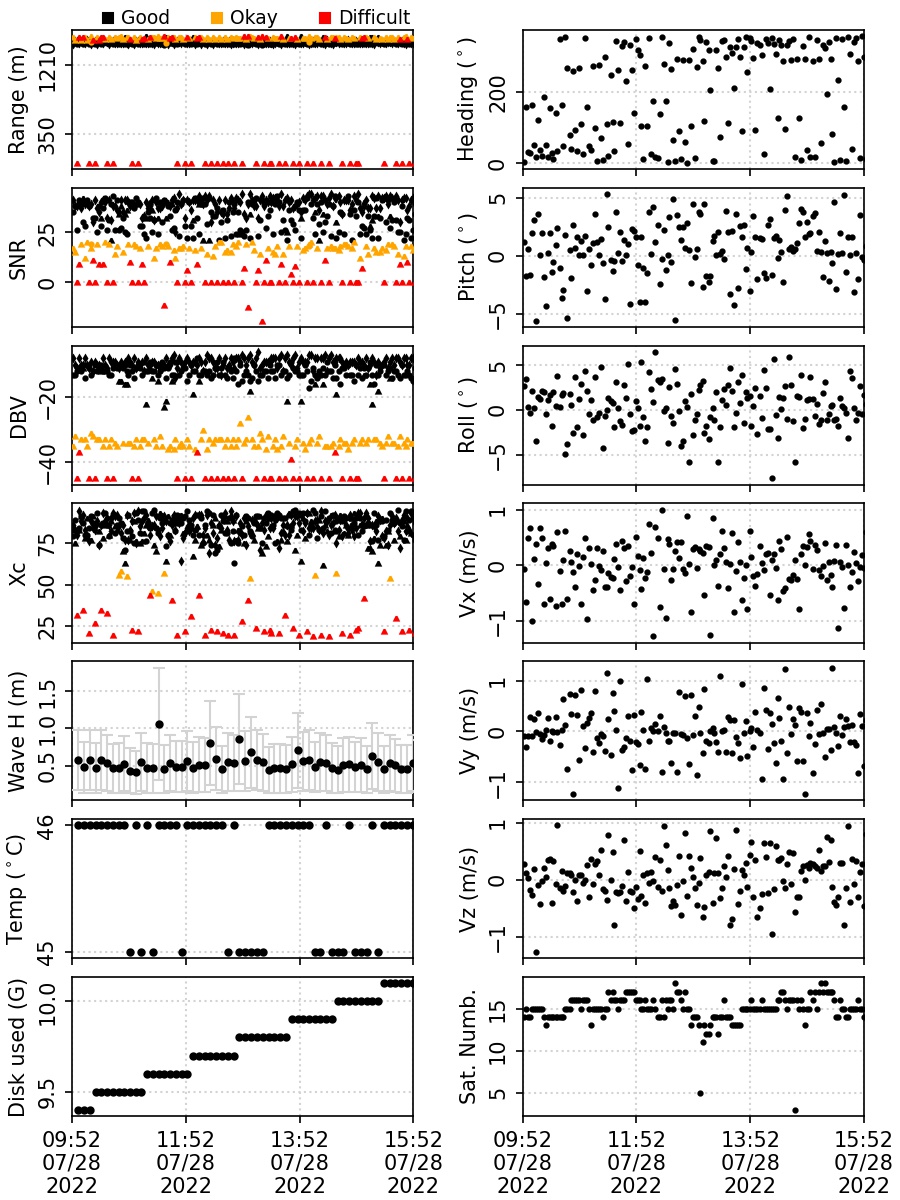 Good Okay Difficult
Range (m)
1210
350
Heading (°)
200
0
SNR
25
0
Pitch (°)
5
0
−5
DBV
−20
−40
Roll (°)
5
0
−5
Xc
75
50
25
Vx (m/s)
1
0
−1
Wave H (m)
1.5
1.0
0.5
Vy (m/s)
1
0
−1
Temp (°C)
46
45
Vz (m/s)
1
0
−1
Disk used (G)
10.0
9.5
Sat. Numb.
15
10
5
09:52 11:52 13:52 15:52
07/28 07/28 07/28 07/28
2022 2022 2022 2022
09:52 11:52 13:52 15:52
07/28 07/28 07/28 07/28
2022 2022 2022 2022